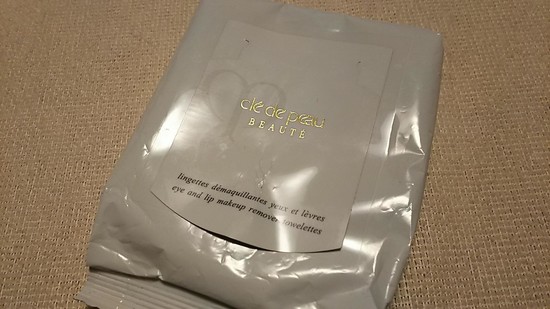 clé de peau
BEAUTÉ
lingettes démaquillantes yeux et lèvres
eye and lip makeup remover towelettes